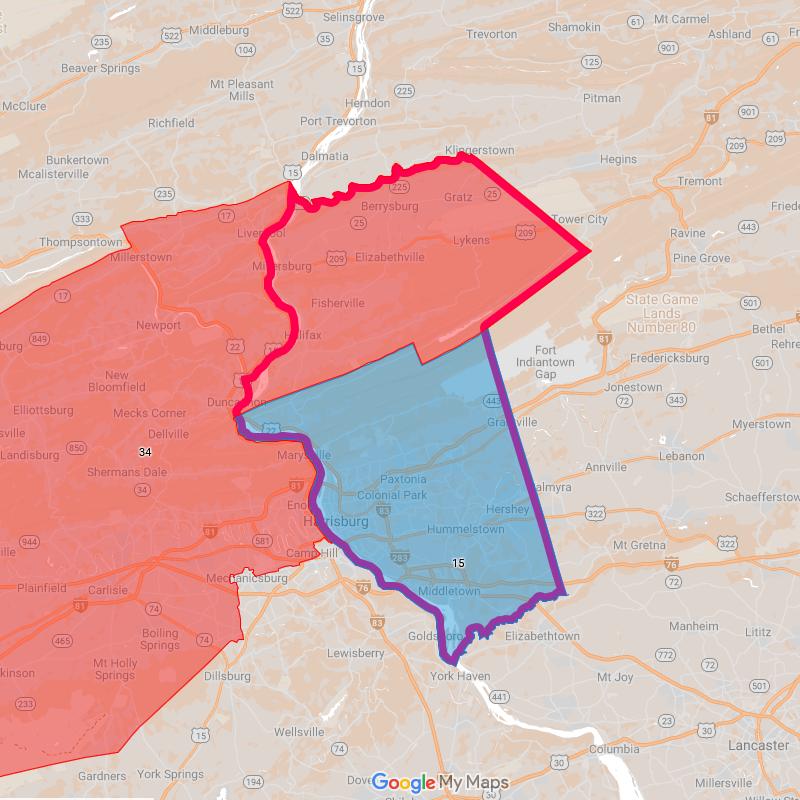 522
Selinsgrove
Mt Carmel
Shamokin
61
Middleburg
35
Trevorton
Ashland
61
235
522
104
901
Beaver Springs
15
125
Mt Pleasant
Mills
225
Pitman
McClure
Herndon
81
901
Port Trevorton
Richfield
209
209
Klingerstown
Bunkertown
Dalmatia
Hegins
Mcalisterville
15
Tremont
235
225
Gratz
25
17
Berrysburg
333
25
Tower City
443
Liverpool
209
Ravine
Thompsontown
Lykens
Millerstown
209
Elizabethville
Pine Grove
Millersburg
17
Fisherville
State Game
Lands
Number 80
501
Newport
Halifax
849
81
Bethel
22
Fort
Indiantown
Gap
Fredericksburg
New
Bloomfield
Jonestown
443
72
343
Elliottsburg
Mecks Corner
Duncannon
Grantville
Myerstown
Dellville
22
34
Marysville
Lebanon
Landisburg
850
Annville
Shermans Dale
Paxtonia
34
81
Colonial Park
Palmyra
Schaefferstown
Enola
83
Hershey
322
Harrisburg
81
Hummelstown
944
581
Mt Gretna
322
Camp Hill
283
15
76
Plainfield
Mechanicsburg
Carlisle
76
Middletown
72
81
74
83
501
465
Boiling
Springs
74
Goldsboro
Elizabethtown
Manheim
Lititz
Lewisberry
772
72
Mt Holly
Springs
Dillsburg
York Haven
Mt Joy
501
233
441
15
Wellsville
23
30
74
Columbia
Lancaster
Gardners
York Springs
30
194
Google My Maps
Millersville
30